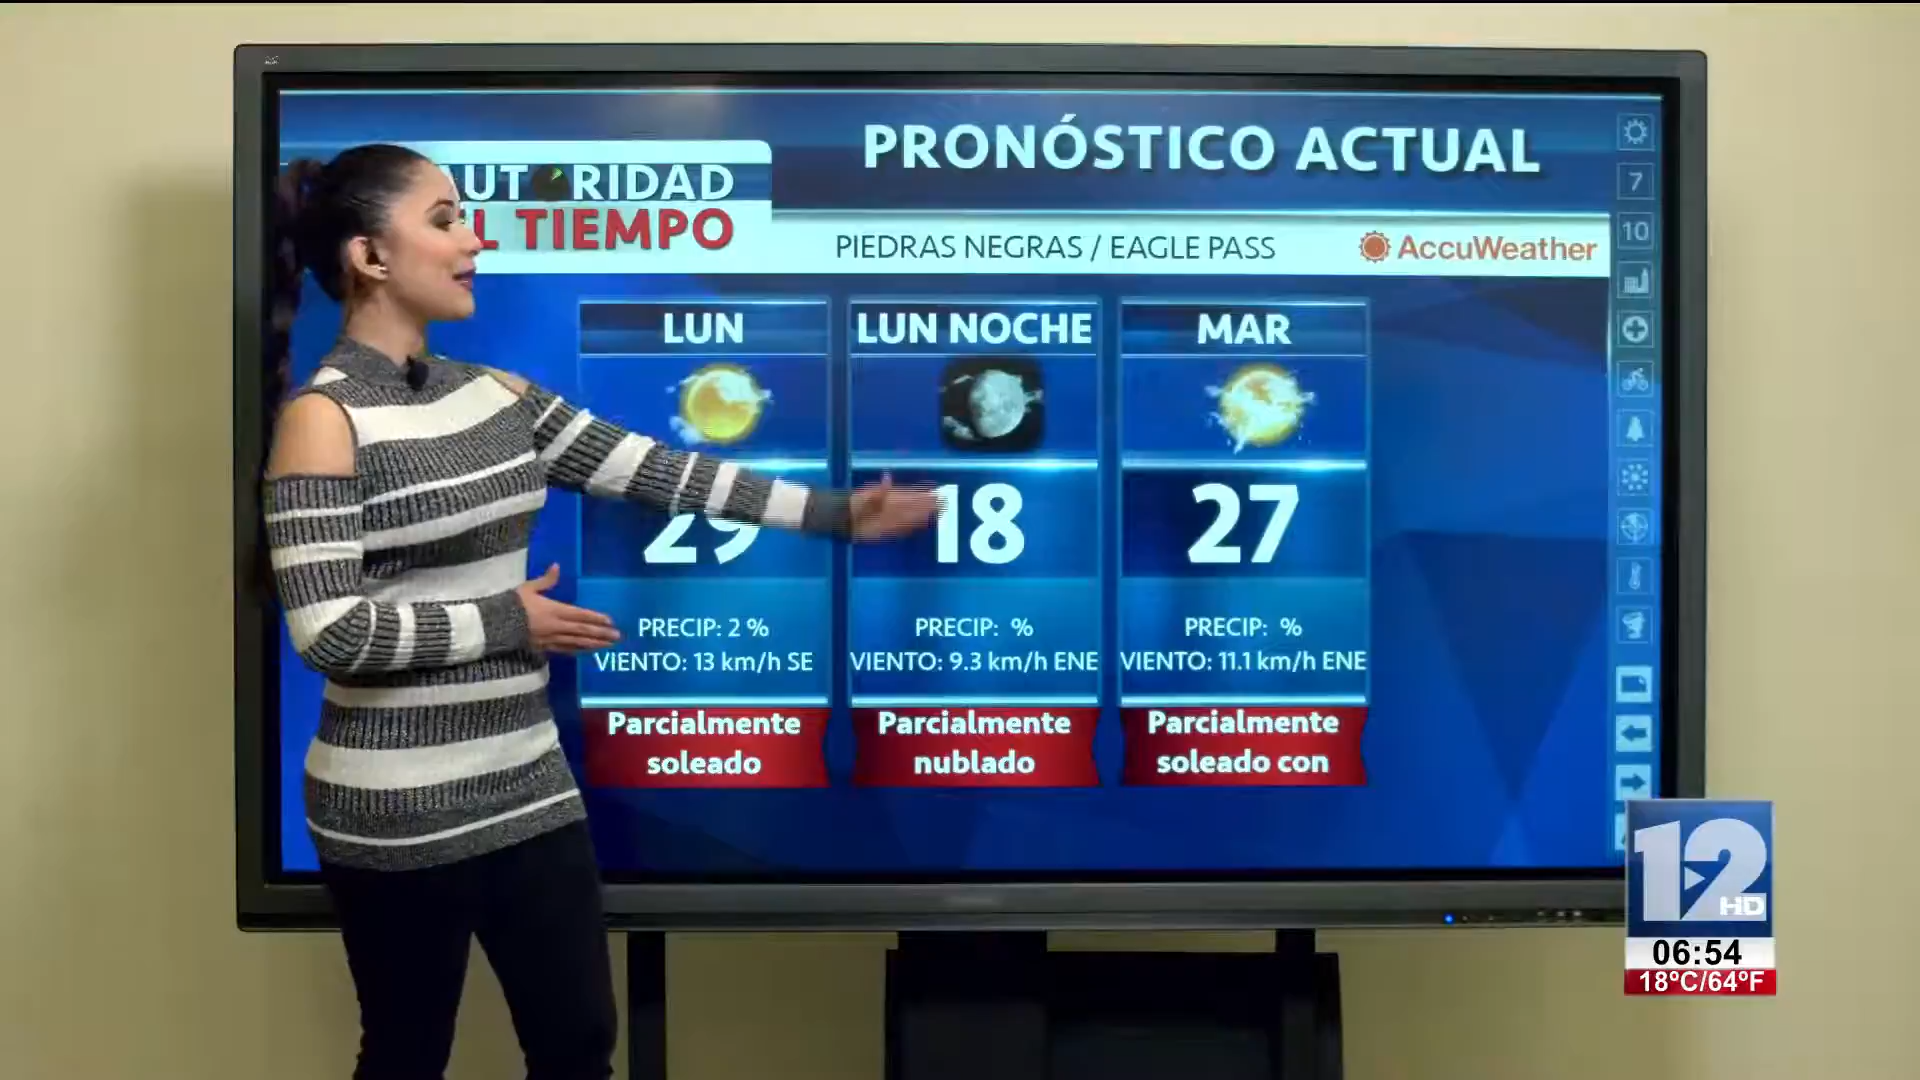 PRONÓSTICO ACTUAL
AUTORIDAD
L TIEMPO
PIEDRAS NEGRAS / EAGLE PASS
AccuWeather
7
10
LUN
29
PRECIP: 2 %
VIENTO: 13 km/h SE
Parcialmente
soleado
LUN NOCHE
18
PRECIP: %
VIENTO: 9.3 km/h ENE
Parcialmente
nublado
MAR
27
PRECIP: %
VIENTO: 11.1 km/h ENE
Parcialmente
soleado con
12
HD
06:54
18°C/64°F